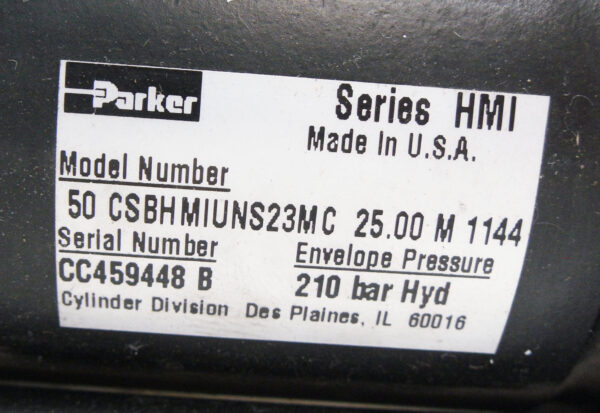 Parker
Series HMI
Made In U.S.A.
Model Number
50 CSBHMIUNS23MC 25.00 M 1144
Serial Number
Envelope Pressure
CC459448 B
210 bar Hyd
Cylinder Division Des Plaines, IL 60016